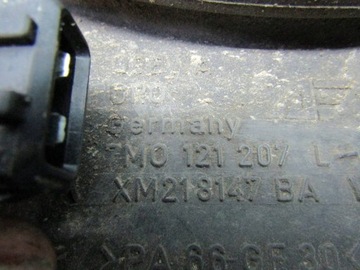 Germany
7M0 121 207 L
XM218147 BA
>PA-66-GF 30<